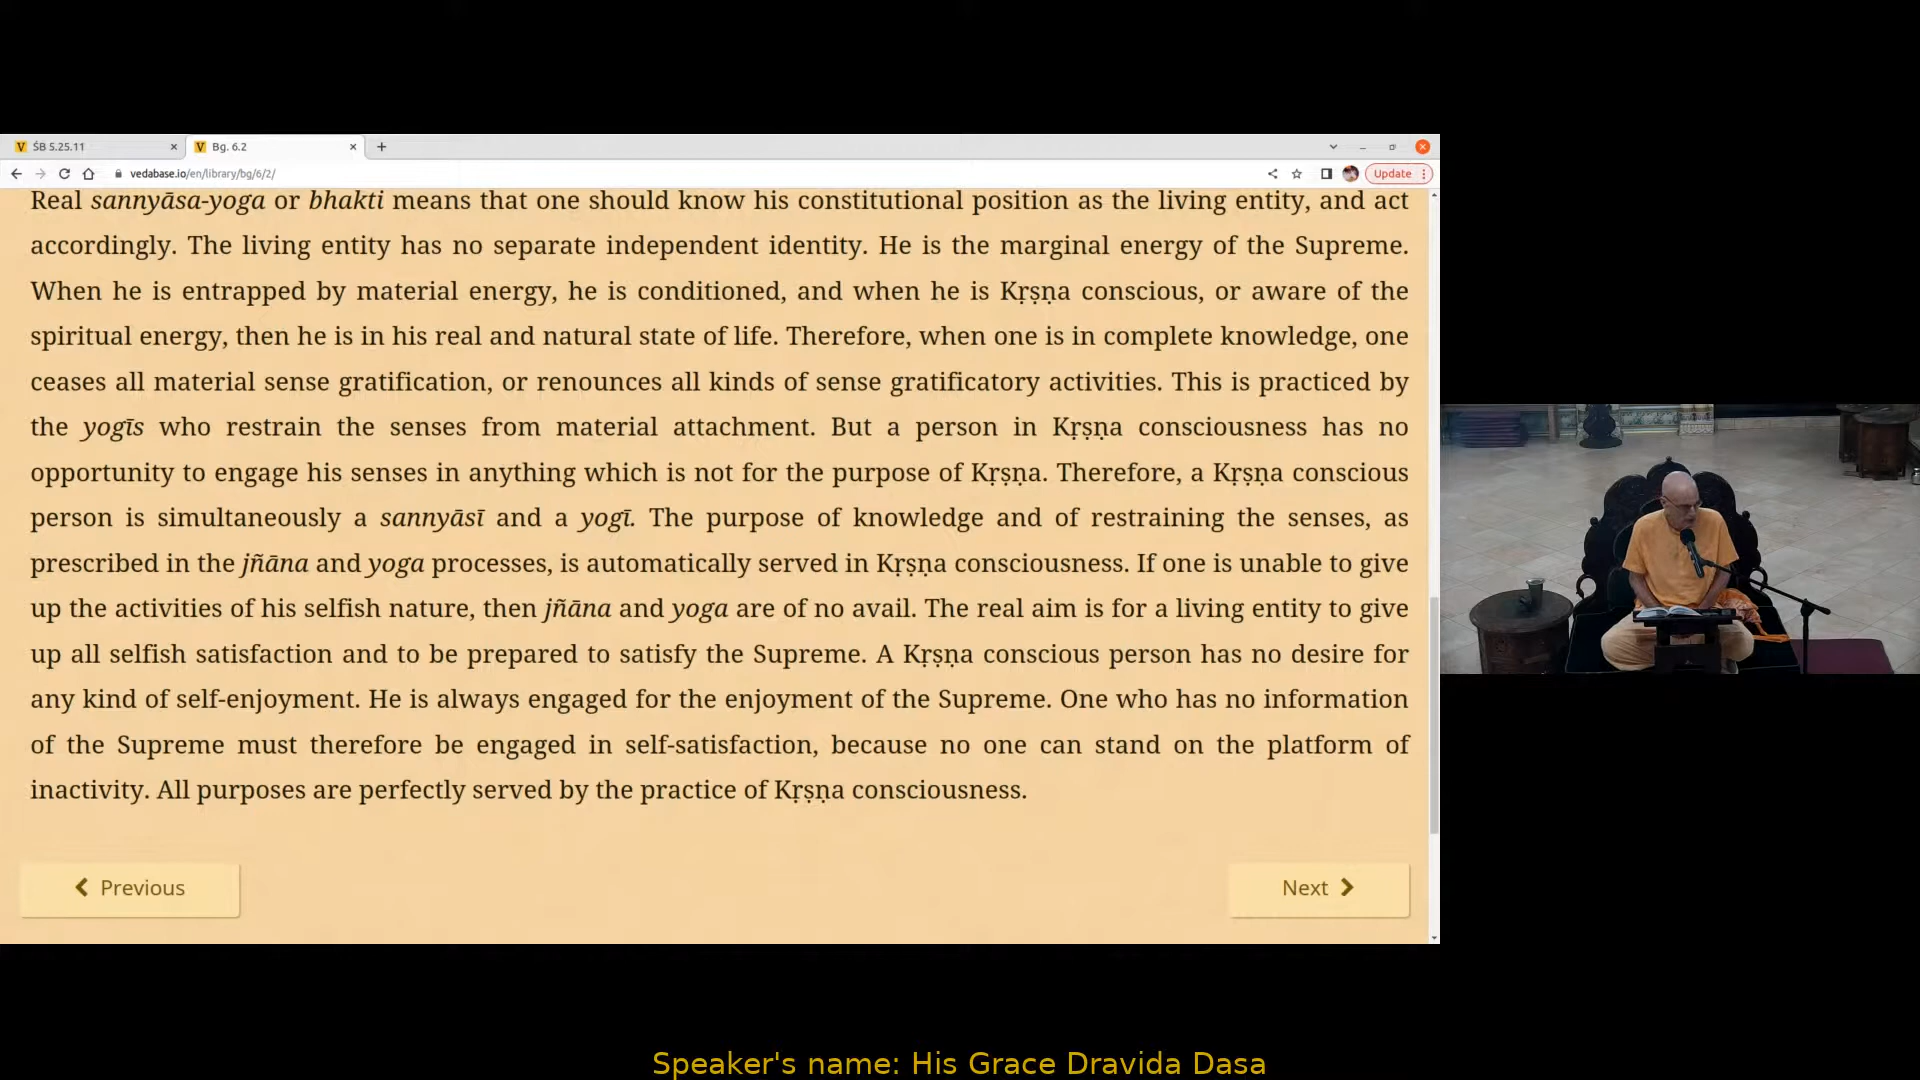 ŚB 5.25.11
Bg. 6.2
vedabase.io/en/library/bg/6/2/
Update
Real sannyāsa-yoga or bhakti means that one should know his constitutional position as the living entity, and act
accordingly. The living entity has no separate independent identity. He is the marginal energy of the Supreme.
When he is entrapped by material energy, he is conditioned, and when he is Kṛṣṇa conscious, or aware of the
spiritual energy, then he is in his real and natural state of life. Therefore, when one is in complete knowledge, one
ceases all material sense gratification, or renounces all kinds of sense gratificatory activities. This is practiced by
the yogīs who restrain the senses from material attachment. But a person in Kṛṣṇa consciousness has no
opportunity to engage his senses in anything which is not for the purpose of Kṛṣṇa. Therefore, a Kṛṣṇa conscious
person is simultaneously a sannyāsī and a yogī. The purpose of knowledge and of restraining the senses, as
prescribed in the jñāna and yoga processes, is automatically served in Kṛṣṇa consciousness. If one is unable to give
up the activities of his selfish nature, then jñāna and yoga are of no avail. The real aim is for a living entity to give
up all selfish satisfaction and to be prepared to satisfy the Supreme. A Kṛṣṇa conscious person has no desire for
any kind of self-enjoyment. He is always engaged for the enjoyment of the Supreme. One who has no information
of the Supreme must therefore be engaged in self-satisfaction, because no one can stand on the platform of
inactivity. All purposes are perfectly served by the practice of Kṛṣṇa consciousness.
Previous
Next
Speaker's name: His Grace Dravida Dasa